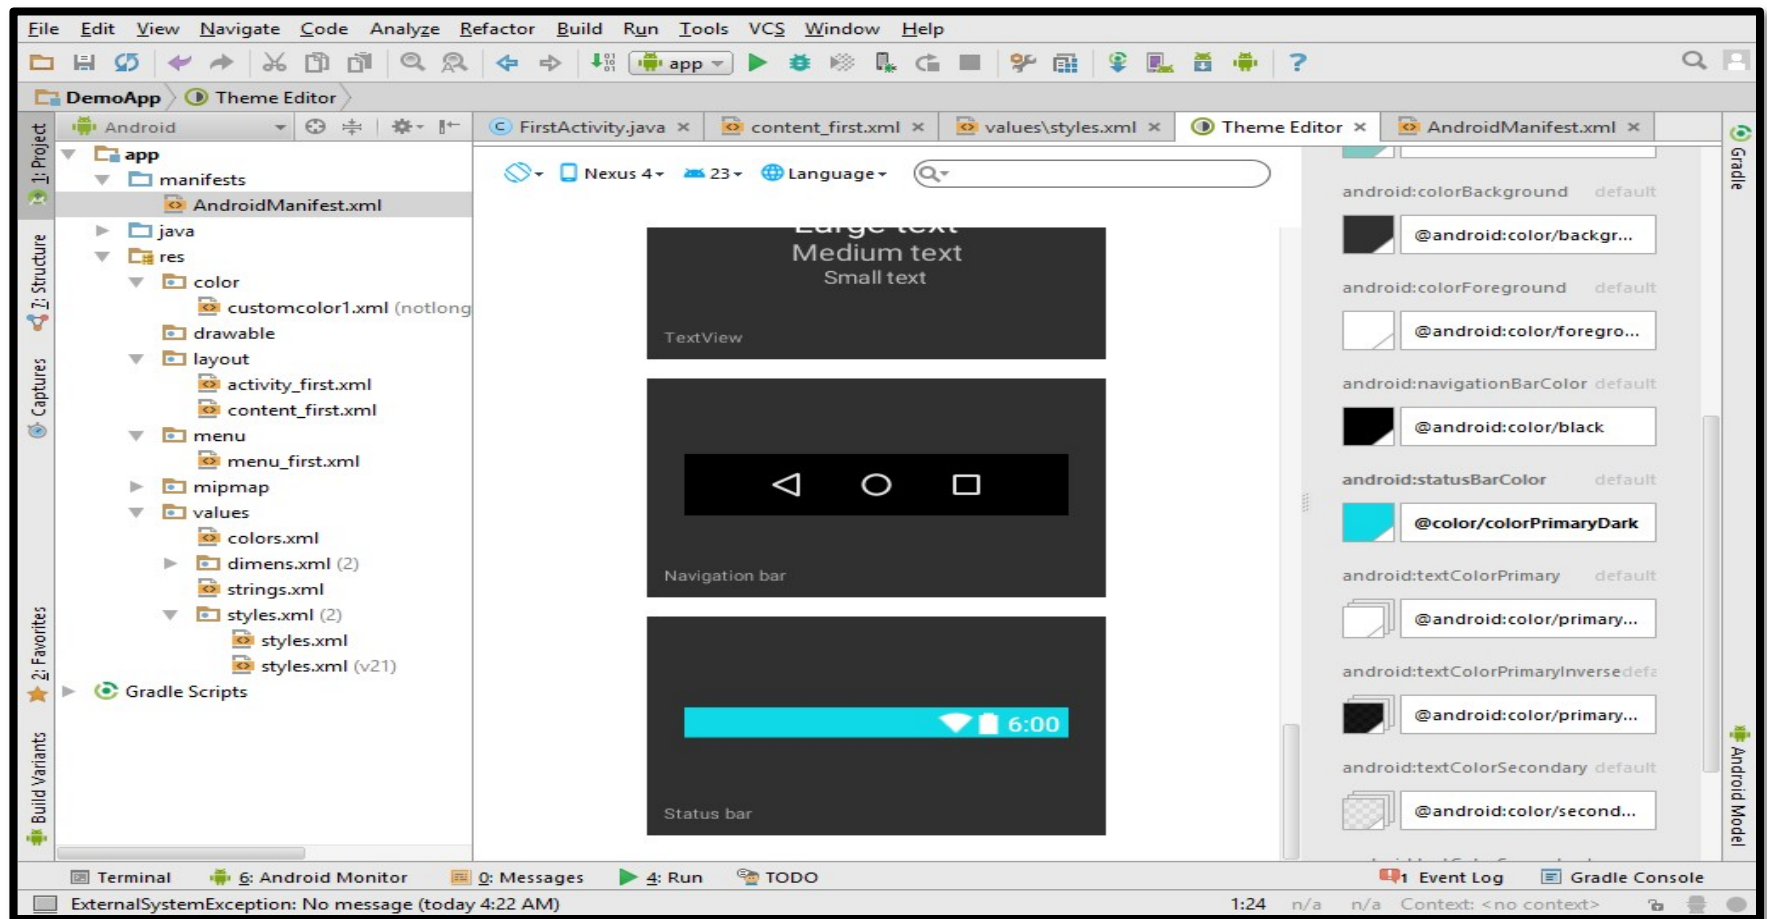 File Edit View Navigate Code Analyze Refactor Build Run Tools VCS Window Help
app
?
DemoApp Theme Editor
1: Project
7: Structure
Captures
2: Favorites
Build Variants
Android
app
manifests
AndroidManifest.xml
java
res
color
customcolor1.xml (notlong
drawable
layout
activity_first.xml
content_first.xml
menu
menu_first.xml
mipmap
values
colors.xml
dimens.xml (2)
strings.xml
styles.xml (2)
styles.xml
styles.xml (v21)
Gradle Scripts
FirstActivity.java content_first.xml values\styles.xml Theme Editor AndroidManifest.xml
Nexus 4 23 Language
Large text
Medium text
Small text
TextView
Navigation bar
6:00
Status bar
android:colorBackground default
@android:color/backgr...
android:colorForeground default
@android:color/foregro...
android:navigationBarColor default
@android:color/black
android:statusBarColor default
@color/colorPrimaryDark
android:textColorPrimary default
@android:color/primary...
android:textColorPrimaryInverse defa
@android:color/primary...
android:textColorSecondary default
@android:color/second...
Gradle
Android Model
Terminal 6: Android Monitor 0: Messages 4: Run TODO 1 Event Log Gradle Console
ExternalSystemException: No message (today 4:22 AM) 1:24 n/a n/a Context: <no context>